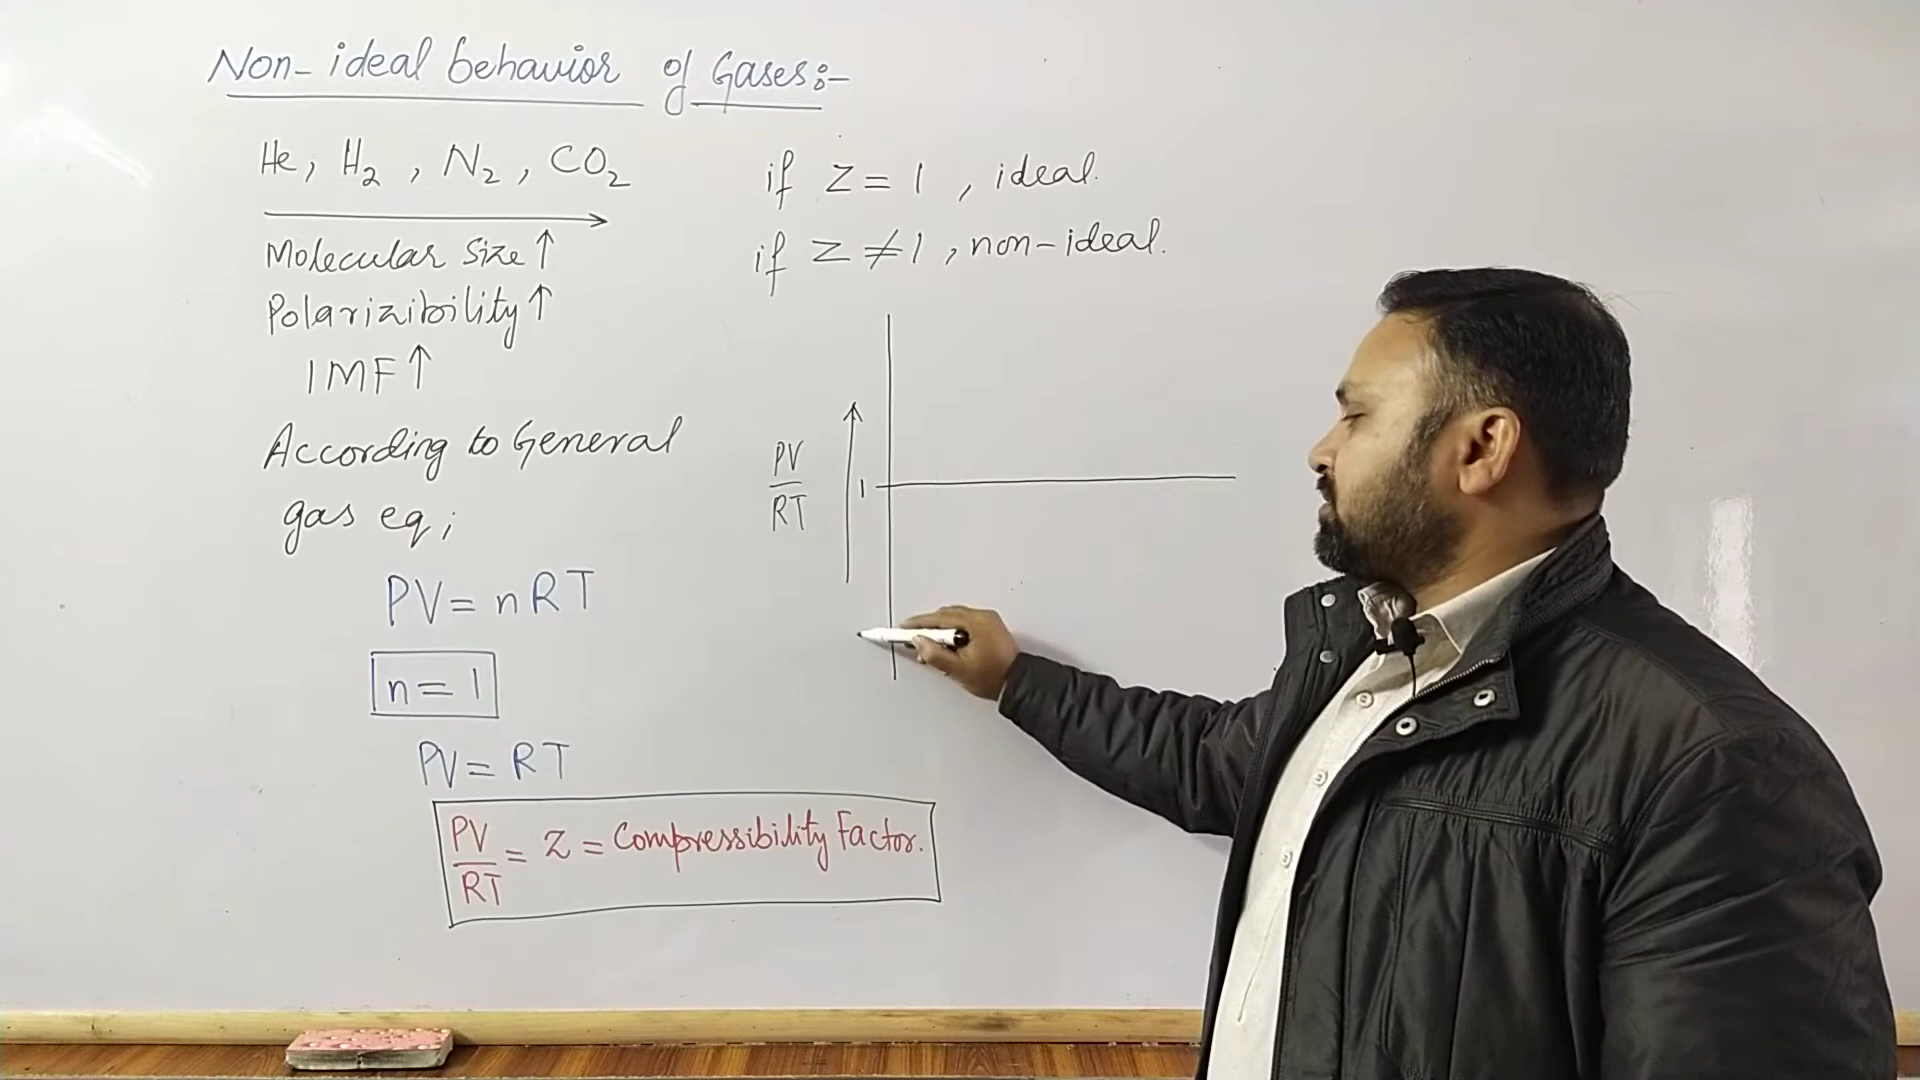 Non-ideal behavior of Gases:-
He, H₂, N₂, CO₂
Molecular Size ↑
Polarizibility ↑
IMF ↑
According to General
gas eq;
PV = nRT
n = 1
PV = RT
PV/RT = Z = Compressibility Factor.
if Z = 1, ideal.
if Z ≠ 1, non-ideal.
PV/RT
1